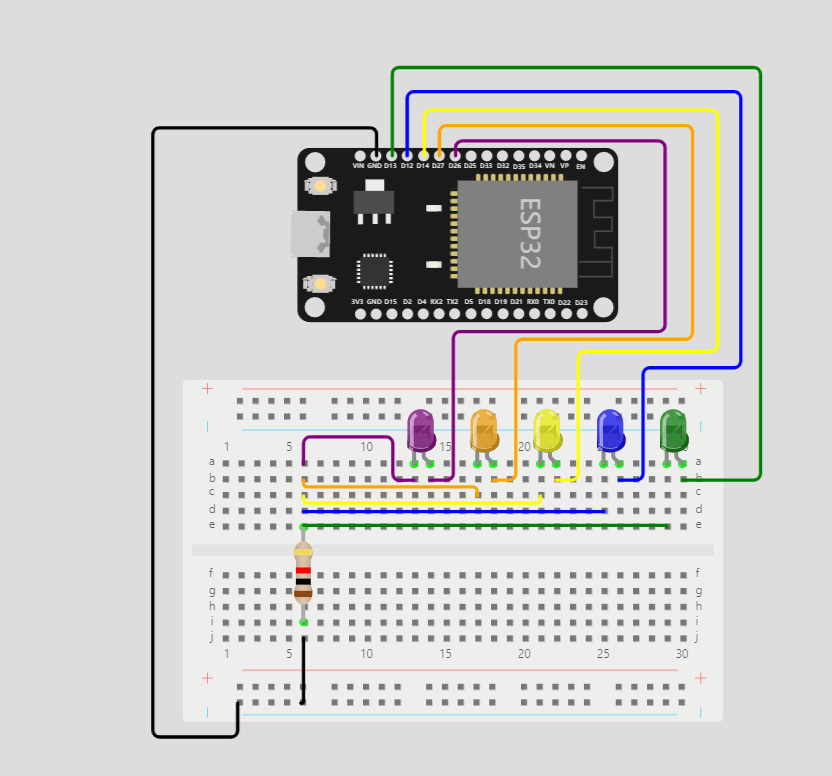 VIN GND D13 D12 D14 D27 D26 D25 D33 D32 D35 D34 VN VP EN
ESP32
3V3 GND D15 D2 D4 RX2 TX2 D5 D18 D19 D21 RX0 TX0 D22 D23
+ +
| |
1 5 10 15 20 30
a a
b b
c c
d d
e e
f f
g g
h h
i i
j j
1 5 10 15 20 25 30
+ +
| |